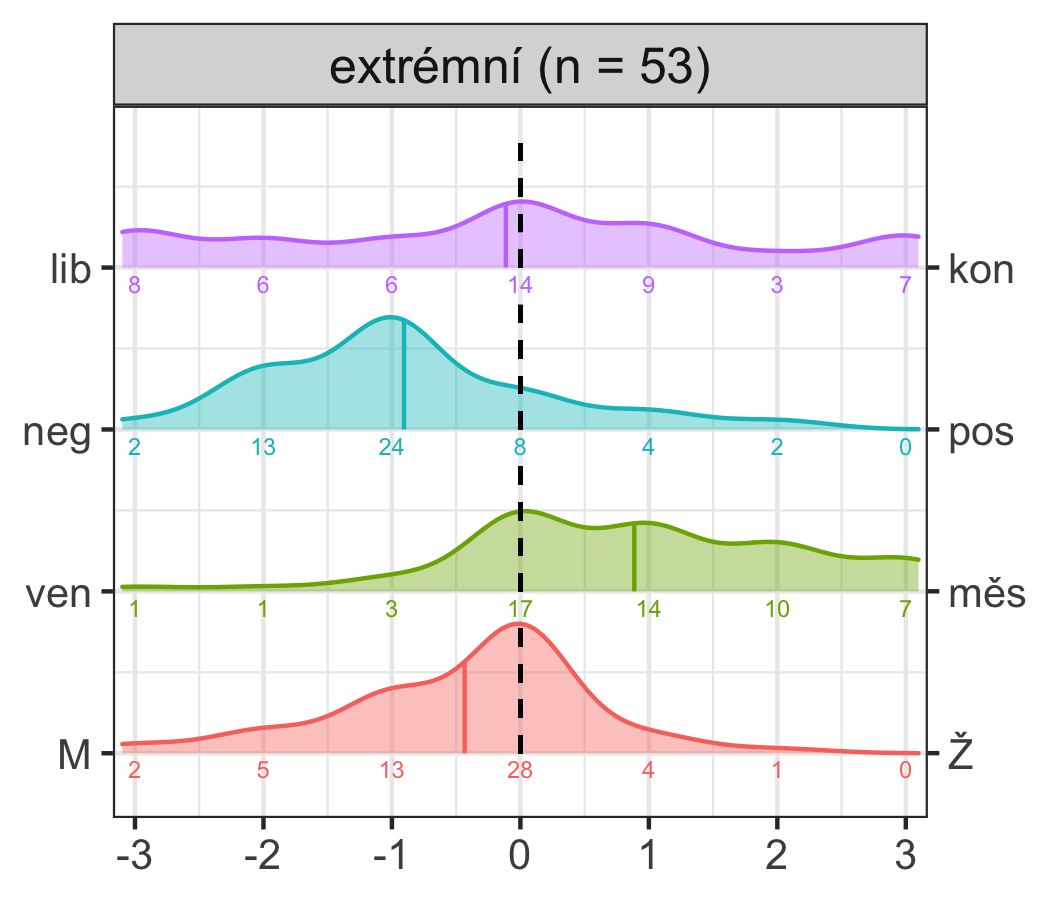 extrémní (n = 53)
lib kon
8 6 6 14 9 3 7
neg pos
2 13 24 8 4 2 0
ven měs
1 1 3 17 14 10 7
M Ž
2 5 13 28 4 1 0
-3 -2 -1 0 1 2 3